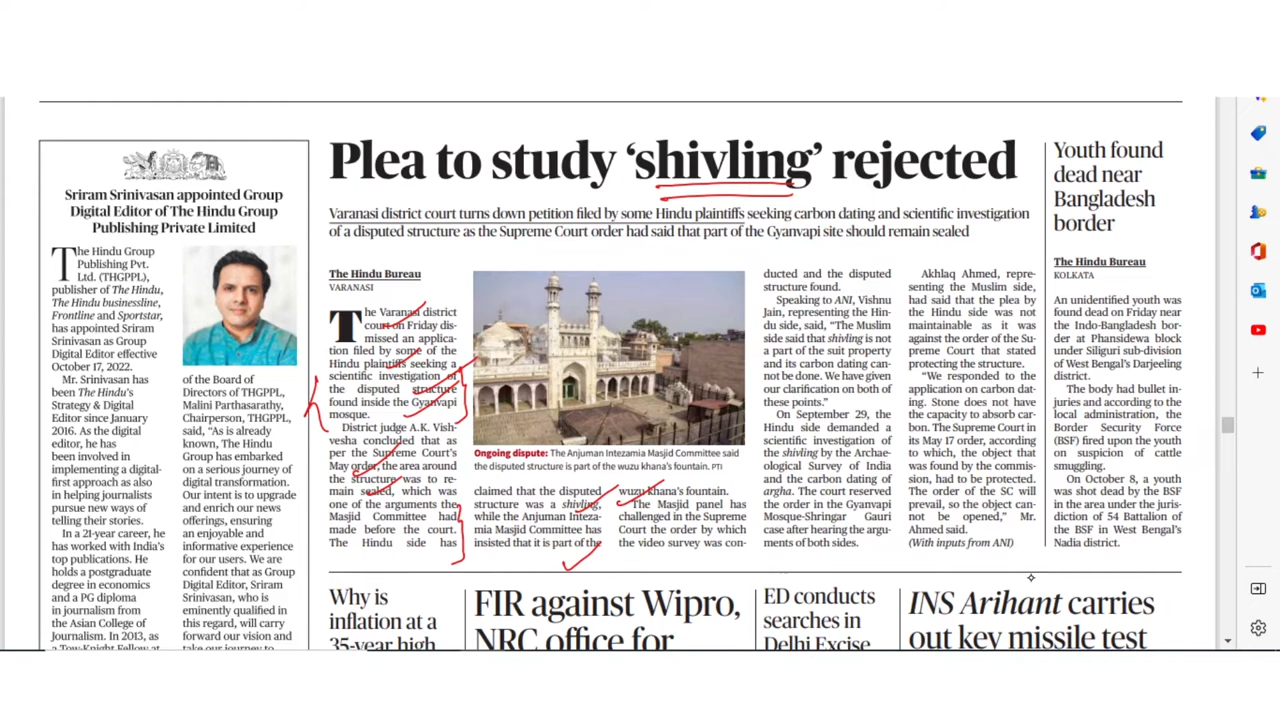 Plea to study ‘shivling’ rejected
Varanasi district court turns down petition filed by some Hindu plaintiffs seeking carbon dating and scientific investigation
of a disputed structure as the Supreme Court order had said that part of the Gyanvapi site should remain sealed
Sriram Srinivasan appointed Group
Digital Editor of The Hindu Group
Publishing Private Limited
The Hindu Group
Publishing Pvt.
Ltd. (THGPPL),
publisher of The Hindu,
The Hindu businessline,
Frontline and Sportstar,
has appointed Sriram
Srinivasan as Group
Digital Editor effective
October 17, 2022.
Mr. Srinivasan has
been The Hindu’s
Strategy & Digital
Editor since January
2016. As the digital
editor, he has
been involved in
implementing a digital-
first approach as also
in helping journalists
pursue new ways of
telling their stories.
In a 21-year career, he
has worked with India’s
top publications. He
holds a postgraduate
degree in economics
and a PG diploma
in journalism from
the Asian College of
Journalism. In 2013, as
a Tow-Knight Fellow at
of the Board of
Directors of THGPPL,
Malini Parthasarathy,
Chairperson, THGPPL,
said, “As is already
known, The Hindu
Group has embarked
on a serious journey of
digital transformation.
Our intent is to upgrade
and enrich our news
offerings, ensuring
an enjoyable and
informative experience
for our users. We are
confident that as Group
Digital Editor, Sriram
Srinivasan, who is
eminently qualified in
this regard, will carry
forward our vision and
take our journey to
The Hindu Bureau
VARANASI
The Varanasi district
court on Friday dis-
missed an applica-
tion filed by some of the
Hindu plaintiffs seeking a
scientific investigation of
the disputed structure
found inside the Gyanvapi
mosque.
District judge A.K. Vish-
vesha concluded that as
per the Supreme Court’s
May order, the area around
the structure was to re-
main sealed, which was
one of the arguments the
Masjid Committee had
made before the court.
The Hindu side has
Ongoing dispute: The Anjuman Intezamia Masjid Committee said
the disputed structure is part of the wuzu khana’s fountain. PTI
claimed that the disputed
structure was a shivling,
while the Anjuman Inteza-
mia Masjid Committee has
insisted that it is part of the
wuzu khana’s fountain.
The Masjid panel has
challenged in the Supreme
Court the order by which
the video survey was con-
ducted and the disputed
structure found.
Speaking to ANI, Vishnu
Jain, representing the Hin-
du side, said, “The Muslim
side said that shivling is
not a part of the suit property
and its carbon dating can-
not be done. We have given
our clarification on both of
these points.”
On September 29, the
Hindu side demanded a
scientific investigation of
the shivling by the Archae-
ological Survey of India
and the carbon dating of
argha. The court reserved
the order in the Gyanvapi
Mosque-Shringar Gauri
case after hearing the argu-
ments of both sides.
Akhlaq Ahmed, repre-
senting the Muslim side,
had said that the plea by
the Hindu side was not
maintainable as it was
against the order of the Su-
preme Court that stated
protecting the structure.
“We responded to the
application on carbon dat-
ing. Stone does not have
the capacity to absorb car-
bon. The Supreme Court in
its May 17 order, according
to which, the object that
was found by the commis-
sion, had to be protected.
The order of the SC will
prevail, so the object can-
not be opened,” Mr.
Ahmed said.
(With inputs from ANI)
Youth found
dead near
Bangladesh
border
The Hindu Bureau
KOLKATA
An unidentified youth was
found dead on Friday near
the Indo-Bangladesh bor-
der at Phansidewa block
under Siliguri sub-division
of West Bengal’s Darjeeling
district.
The body had bullet inj-
uries and according to the
local administration, the
Border Security Force
(BSF) fired upon the youth
on suspicion of cattle
smuggling.
On October 8, a youth
was shot dead by the BSF
in the area under the juris-
diction of 54 Battalion of
the BSF in West Bengal’s
Nadia district.
Why is
inflation at a
35-year high
FIR against Wipro,
NRC office for
ED conducts
searches in
Delhi Excise
INS Arihant carries
out key missile test